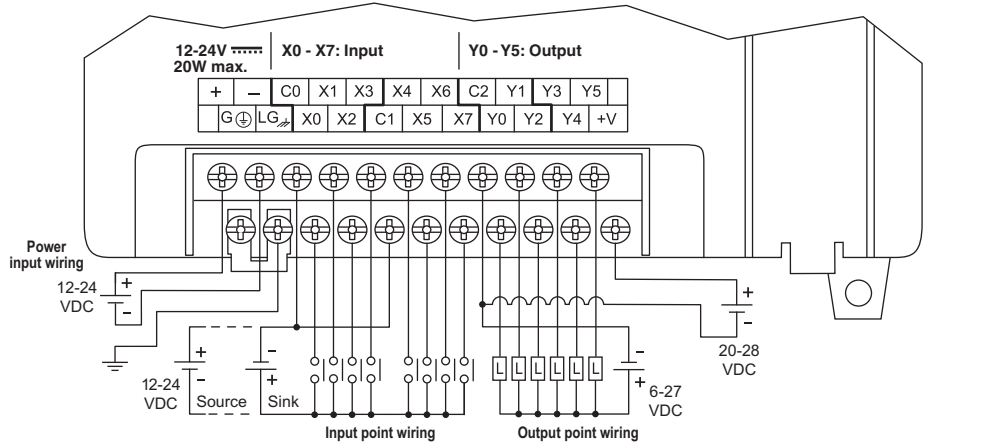 12-24V X0 - X7: Input Y0 - Y5: Output
20W max.
+ – C0 X1 X3 X4 X6 C2 Y1 Y3 Y5
G LG X0 X2 C1 X5 X7 Y0 Y2 Y4 +V
Power
input wiring
12-24
VDC
+
-
+
-
-
+
12-24
VDC
Source
Sink
L L L L L L
-
+
6-27
VDC
+
-
20-28
VDC
Input point wiring
Output point wiring